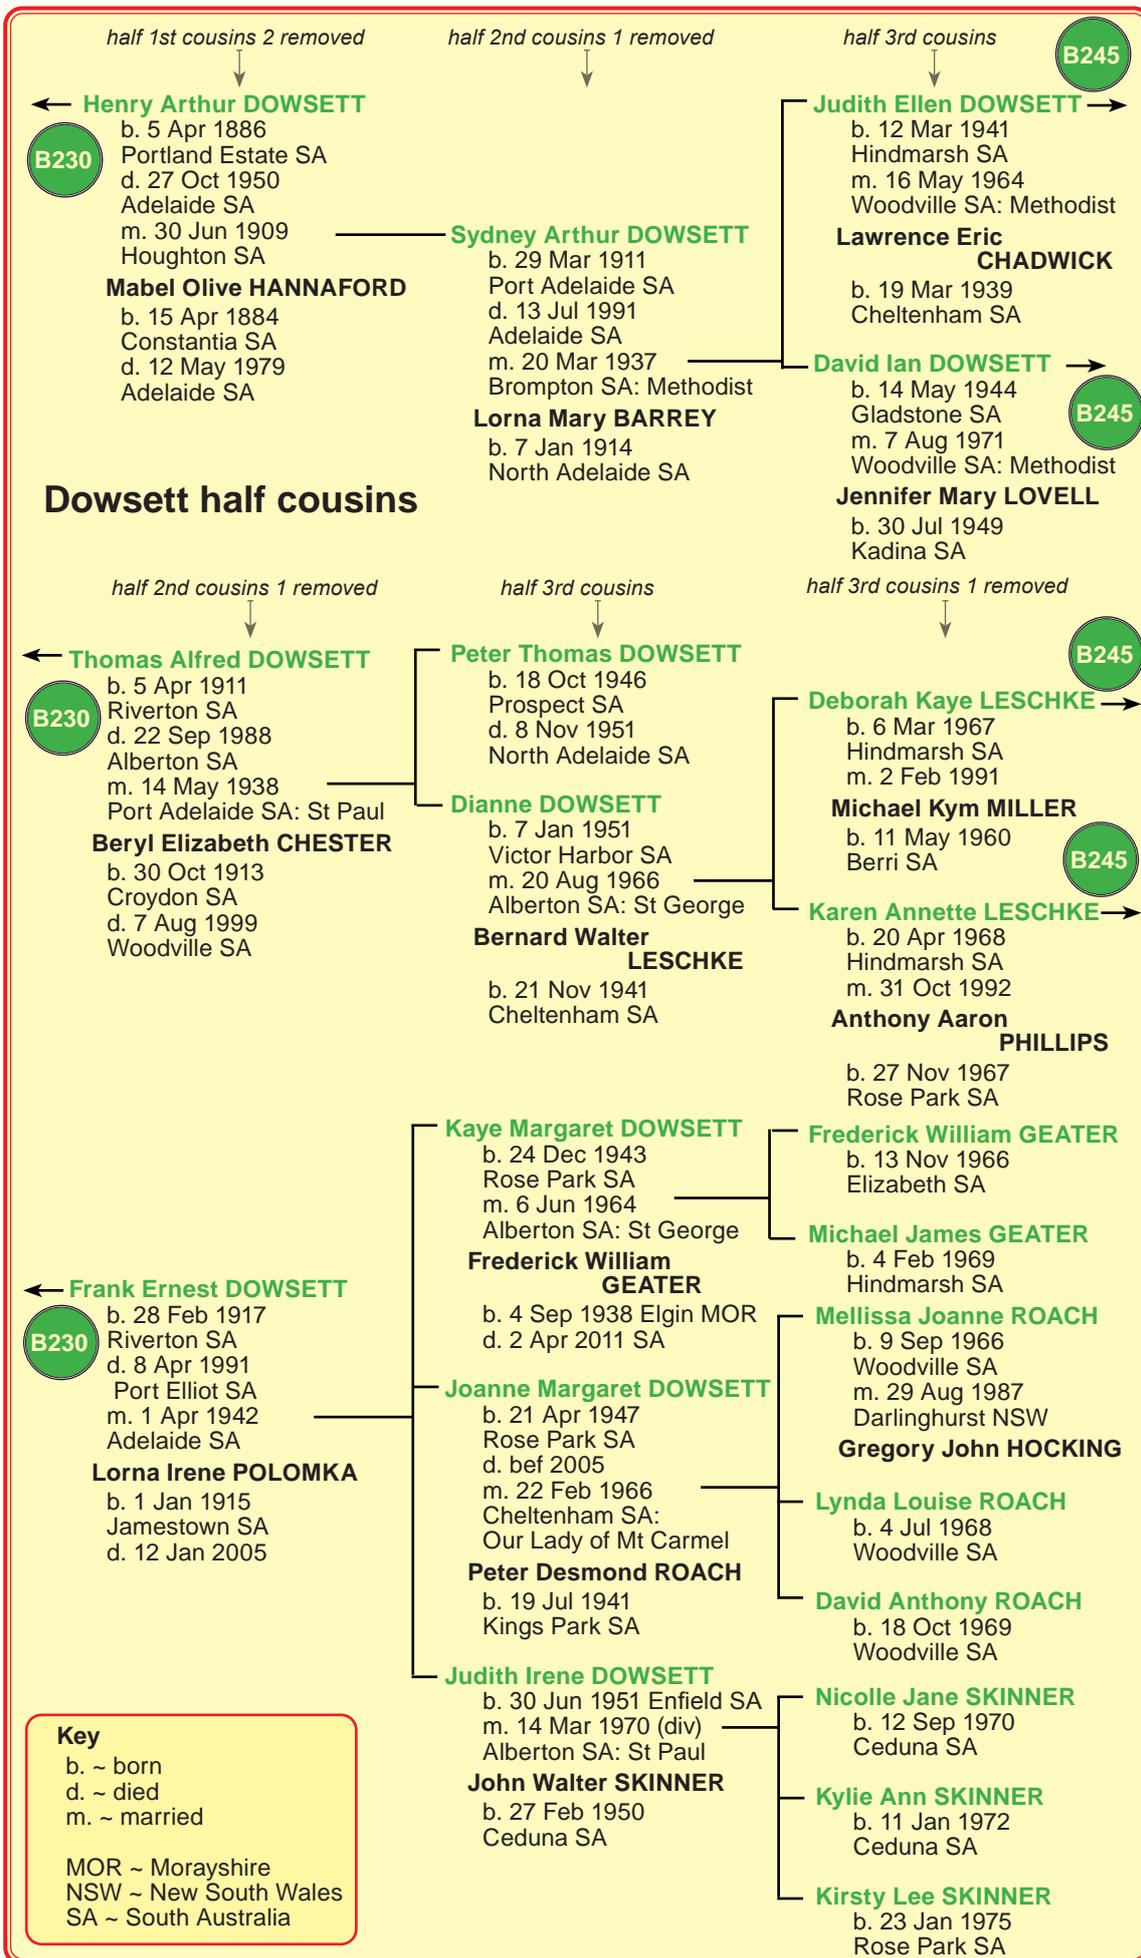 half 1st cousins 2 removed
half 2nd cousins 1 removed
half 3rd cousins
B245
Henry Arthur DOWSETT
B230
b. 5 Apr 1886
Portland Estate SA
d. 27 Oct 1950
Adelaide SA
m. 30 Jun 1909
Houghton SA
Mabel Olive HANNAFORD
b. 15 Apr 1884
Constantia SA
d. 12 May 1979
Adelaide SA
Sydney Arthur DOWSETT
b. 29 Mar 1911
Port Adelaide SA
d. 13 Jul 1991
Adelaide SA
m. 20 Mar 1937
Brompton SA: Methodist
Lorna Mary BARREY
b. 7 Jan 1914
North Adelaide SA
Judith Ellen DOWSETT
b. 12 Mar 1941
Hindmarsh SA
m. 16 May 1964
Woodville SA: Methodist
Lawrence Eric
CHADWICK
b. 19 Mar 1939
Cheltenham SA
David Ian DOWSETT
B245
b. 14 May 1944
Gladstone SA
m. 7 Aug 1971
Woodville SA: Methodist
Jennifer Mary LOVELL
b. 30 Jul 1949
Kadina SA
Dowsett half cousins
half 2nd cousins 1 removed
half 3rd cousins
half 3rd cousins 1 removed
Thomas Alfred DOWSETT
B230
b. 5 Apr 1911
Riverton SA
d. 22 Sep 1988
Alberton SA
m. 14 May 1938
Port Adelaide SA: St Paul
Beryl Elizabeth CHESTER
b. 30 Oct 1913
Croydon SA
d. 7 Aug 1999
Woodville SA
Peter Thomas DOWSETT
b. 18 Oct 1946
Prospect SA
d. 8 Nov 1951
North Adelaide SA
Dianne DOWSETT
b. 7 Jan 1951
Victor Harbor SA
m. 20 Aug 1966
Alberton SA: St George
Bernard Walter
LESCHKE
b. 21 Nov 1941
Cheltenham SA
B245
Deborah Kaye LESCHKE
b. 6 Mar 1967
Hindmarsh SA
m. 2 Feb 1991
Michael Kym MILLER
b. 11 May 1960
Berri SA
B245
Karen Annette LESCHKE
b. 20 Apr 1968
Hindmarsh SA
m. 31 Oct 1992
Anthony Aaron
PHILLIPS
b. 27 Nov 1967
Rose Park SA
Frank Ernest DOWSETT
B230
b. 28 Feb 1917
Riverton SA
d. 8 Apr 1991
Port Elliot SA
m. 1 Apr 1942
Adelaide SA
Lorna Irene POLOMKA
b. 1 Jan 1915
Jamestown SA
d. 12 Jan 2005
Kaye Margaret DOWSETT
b. 24 Dec 1943
Rose Park SA
m. 6 Jun 1964
Alberton SA: St George
Frederick William
GEATER
b. 4 Sep 1938 Elgin MOR
d. 2 Apr 2011 SA
Joanne Margaret DOWSETT
b. 21 Apr 1947
Rose Park SA
d. bef 2005
m. 22 Feb 1966
Cheltenham SA:
Our Lady of Mt Carmel
Peter Desmond ROACH
b. 19 Jul 1941
Kings Park SA
Judith Irene DOWSETT
b. 30 Jun 1951 Enfield SA
m. 14 Mar 1970 (div)
Alberton SA: St Paul
John Walter SKINNER
b. 27 Feb 1950
Ceduna SA
Frederick William GEATER
b. 13 Nov 1966
Elizabeth SA
Michael James GEATER
b. 4 Feb 1969
Hindmarsh SA
Mellissa Joanne ROACH
b. 9 Sep 1966
Woodville SA
m. 29 Aug 1987
Darlinghurst NSW
Gregory John HOCKING
Lynda Louise ROACH
b. 4 Jul 1968
Woodville SA
David Anthony ROACH
b. 18 Oct 1969
Woodville SA
Nicolle Jane SKINNER
b. 12 Sep 1970
Ceduna SA
Kylie Ann SKINNER
b. 11 Jan 1972
Ceduna SA
Kirsty Lee SKINNER
b. 23 Jan 1975
Rose Park SA
Key
b. ~ born
d. ~ died
m. ~ married
MOR ~ Morayshire
NSW ~ New South Wales
SA ~ South Australia